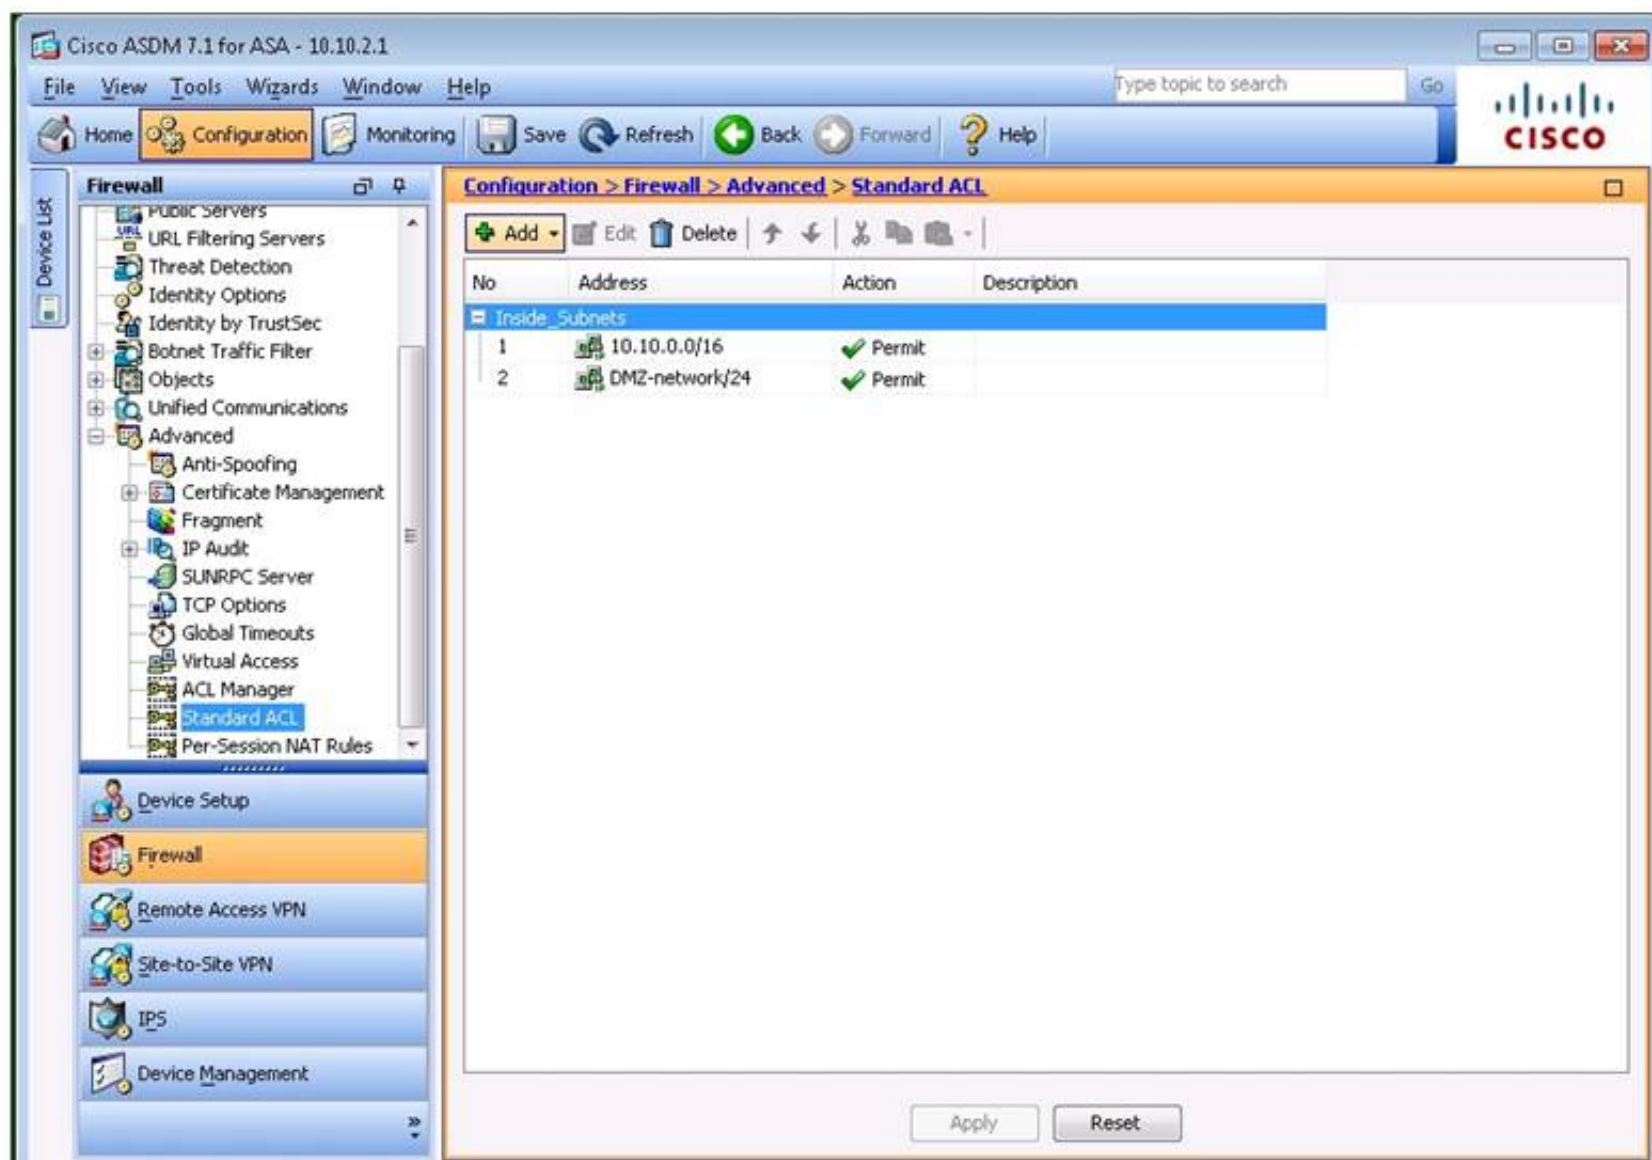 Cisco ASDM 7.1 for ASA - 10.10.2.1
File View Tools Wizards Window Help
Type topic to search Go
Home Configuration Monitoring Save Refresh Back Forward Help
CISCO
Device List
Firewall
Public Servers
URL Filtering Servers
Threat Detection
Identity Options
Identity by TrustSec
Botnet Traffic Filter
Objects
Unified Communications
Advanced
Anti-Spoofing
Certificate Management
Fragment
IP Audit
SUNRPC Server
TCP Options
Global Timeouts
Virtual Access
ACL Manager
Standard ACL
Per-Session NAT Rules
Device Setup
Firewall
Remote Access VPN
Site-to-Site VPN
IPS
Device Management
Configuration > Firewall > Advanced > Standard ACL
Add Edit Delete
No Address Action Description
Inside_Subnets
1 10.10.0.0/16 Permit
2 DMZ-network/24 Permit
Apply Reset